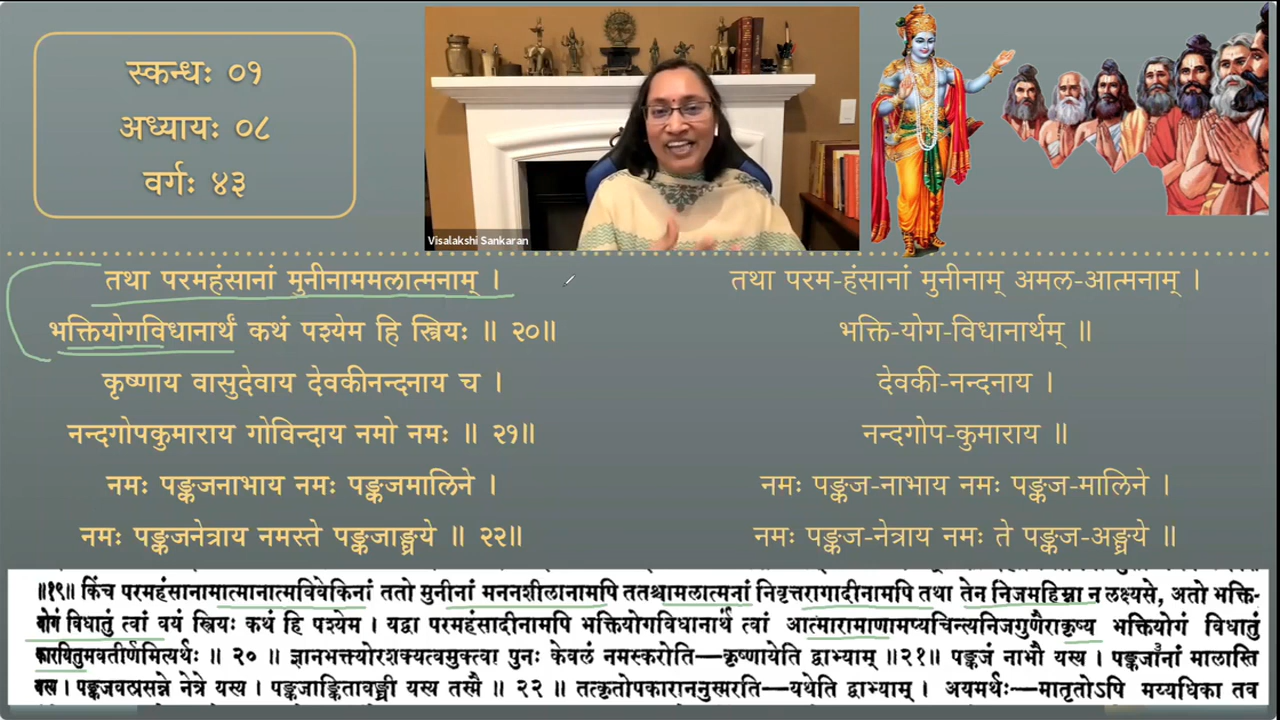 स्कन्धः ०१
अध्यायः ०८
वर्गः ४३
Visalakshi Sankaran
तथा परमहंसानां मुनीनाममलात्मनाम् ।
भक्तियोगविधानार्थं कथं पश्येम हि स्त्रियः ॥ २०॥
कृष्णाय वासुदेवाय देवकीनन्दनाय च ।
नन्दगोपकुमाराय गोविन्दाय नमो नमः ॥ २१॥
नमः पङ्कजनाभाय नमः पङ्कजमालिने ।
नमः पङ्कजनेत्राय नमस्ते पङ्कजाङ्घ्रये ॥ २२॥
तथा परम-हंसानां मुनीनाम् अमल-आत्मनाम् ।
भक्ति-योग-विधानार्थम् ॥
देवकी-नन्दनाय ।
नन्दगोप-कुमाराय ॥
नमः पङ्कज-नाभाय नमः पङ्कज-मालिने ।
नमः पङ्कज-नेत्राय नमः ते पङ्कज-अङ्घ्रये ॥
॥१९॥ किंच परमहंसानामात्मानात्मविवेकिनां ततो मुनीनां मननशीलानामपि ततश्चामलात्मनां निवृत्तरागादीनामपि तथा तेन निजमहिम्ना न लक्ष्यसे, अतो भक्ति-
योगं विधातुं त्वां वयं स्त्रियः कथं हि पश्येम । यद्वा परमहंसादीनामपि भक्तियोगविधानार्थं त्वां आत्मारामाणामप्यचिन्त्यनिजगुणैराकृष्य भक्तियोगं विधातुं
कारयितुमवतीर्णमित्यर्थः ॥ २० ॥ ज्ञानभक्त्योरशक्यत्वमुक्त्वा पुनः केवलं नमस्करोति—कृष्णायेति द्वाभ्याम् ॥२१॥ पङ्कजं नाभौ यस्य । पङ्कजानां मालास्ति
यस्य । पङ्कजवत्प्रसन्ने नेत्रे यस्य । पङ्कजाङ्कितावङ्घ्री यस्य तस्मै ॥ २२ ॥ तत्कृतोपकाराननुस्मरति—यथेति द्वाभ्याम् । अयमर्थः—मातृतोऽपि मय्यधिका तव